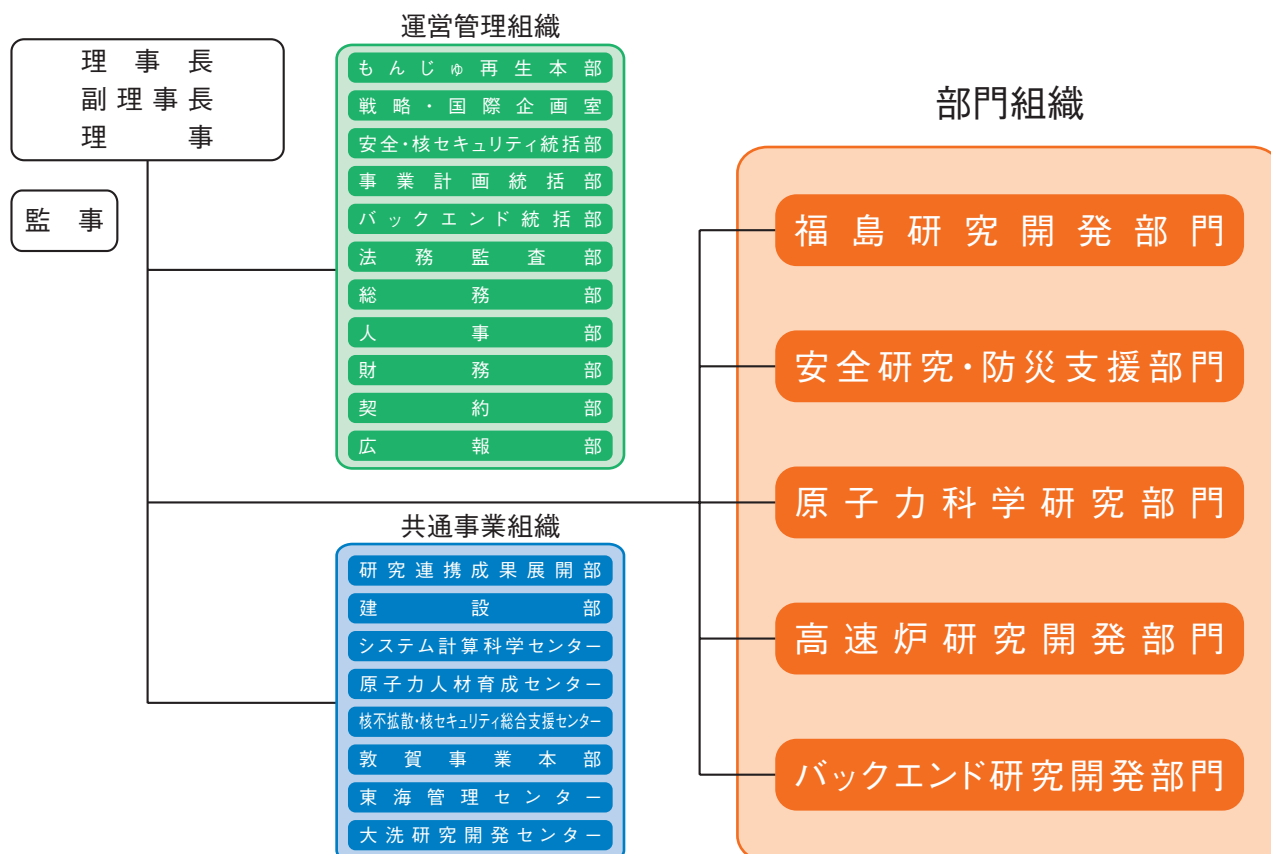 理事長
副理事長
理事
監事
運営管理組織
もんじゅ再生本部
戦略・国際企画室
安全・核セキュリティ統括部
事業計画統括部
バックエンド統括部
法務監査部
総務部
人事部
財務部
契約部
広報部
共通事業組織
研究連携成果展開部
建設部
システム計算科学センター
原子力人材育成センター
核不拡散・核セキュリティ総合支援センター
敦賀事業本部
東海管理センター
大洗研究開発センター
部門組織
福島研究開発部門
安全研究・防災支援部門
原子力科学研究部門
高速炉研究開発部門
バックエンド研究開発部門